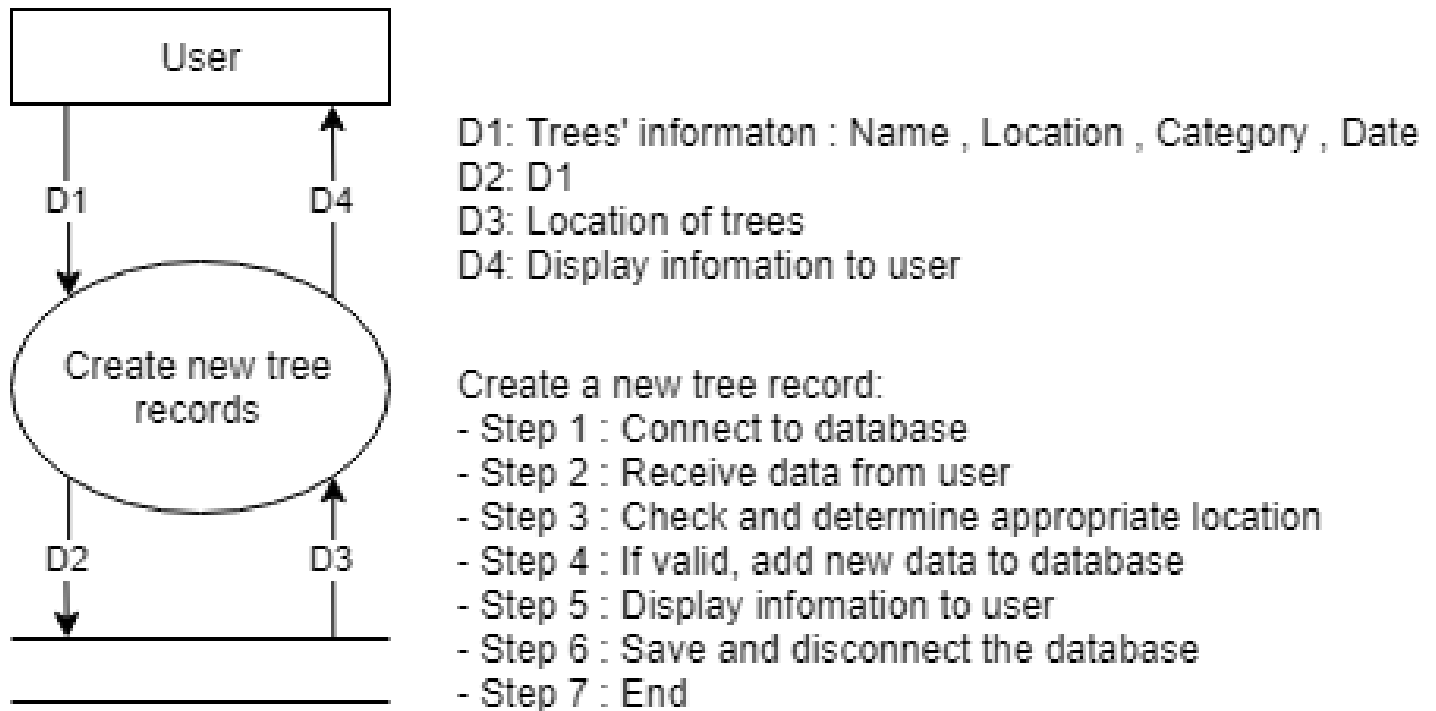 User
D1
D4
Create new tree
records
D2
D3
D1: Trees' informaton : Name , Location , Category , Date
D2: D1
D3: Location of trees
D4: Display infomation to user
Create a new tree record:
- Step 1 : Connect to database
- Step 2 : Receive data from user
- Step 3 : Check and determine appropriate location
- Step 4 : If valid, add new data to database
- Step 5 : Display infomation to user
- Step 6 : Save and disconnect the database
- Step 7 : End